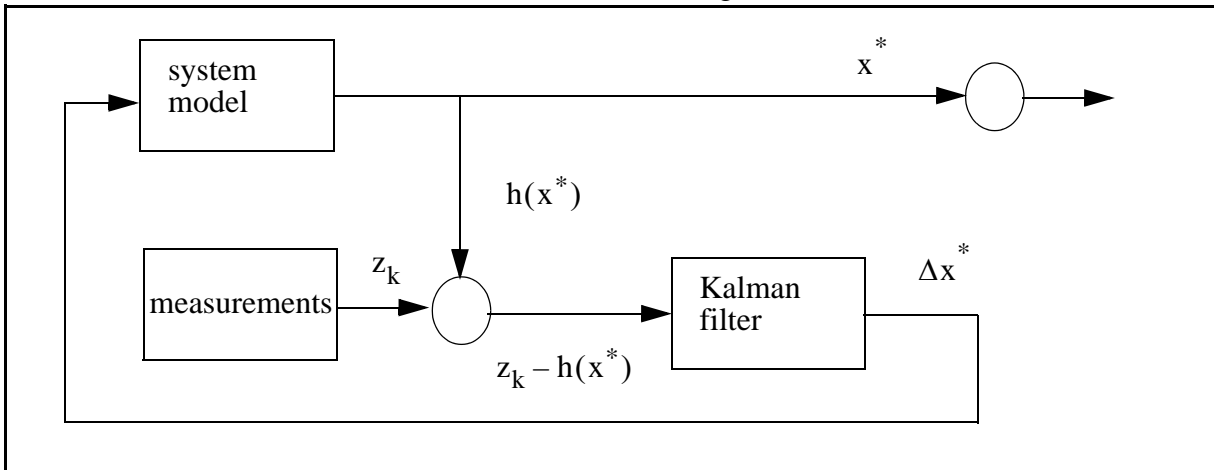 x*
system
model
h(x*)
z_k
measurements
Kalman
filter
Δx*
z_k – h(x*)